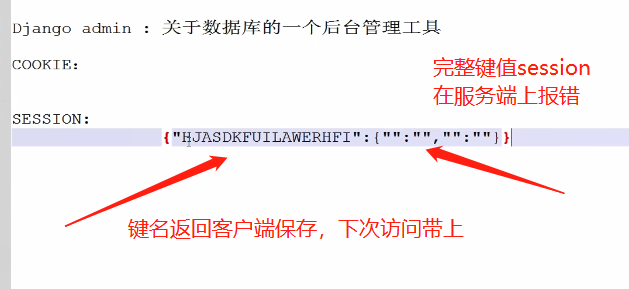 Django admin : 关于数据库的一个后台管理工具
COOKIE:
完整键值session
在服务端上报错
SESSION:
{"HJASDKFUILAWERHFI":{"":"","":""}}
键名返回客户端保存，下次访问带上